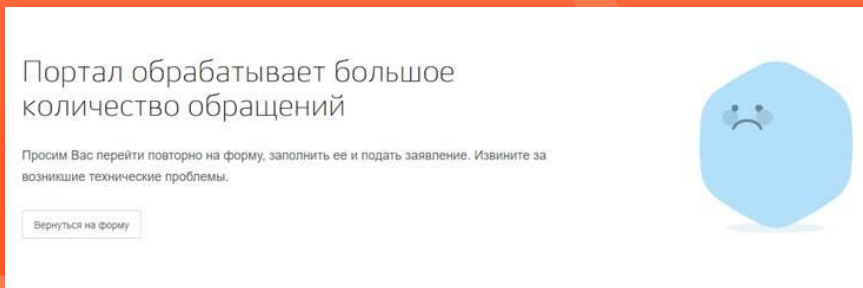 Портал обрабатывает большое
количество обращений
Просим Вас перейти повторно на форму, заполнить ее и подать заявление. Извините за
возникшие технические проблемы.
Вернуться на форму